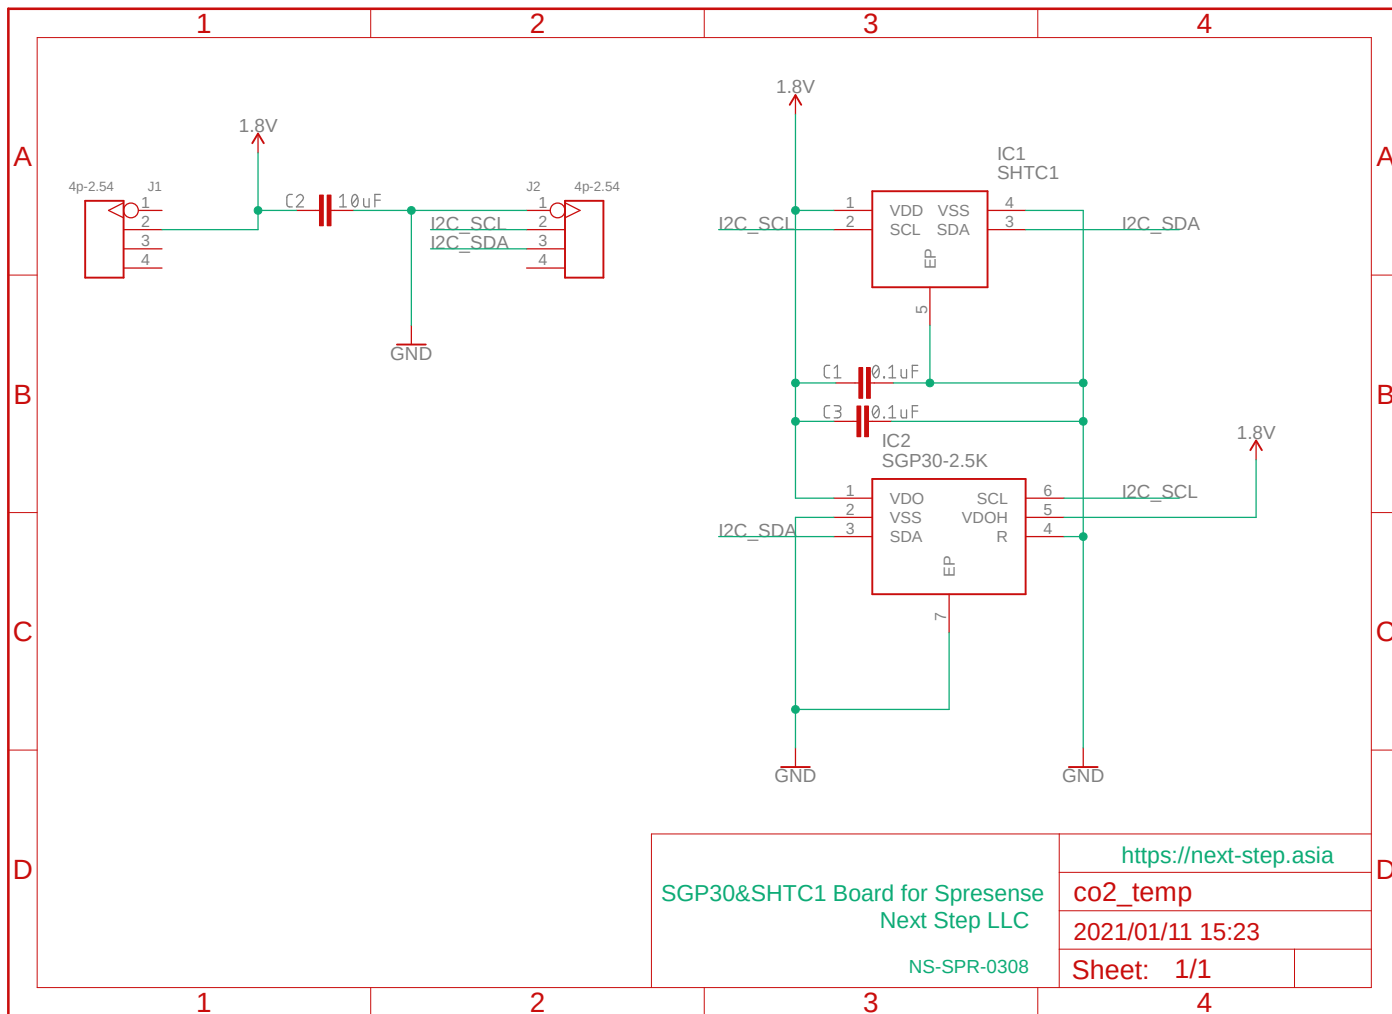 1 2 3 4
A A
1.8V
4p-2.54 J1
1
2
3
4
C2 10uF
GND
J2 4p-2.54
1
I2C_SCL 2
I2C_SDA 3
4
1.8V
IC1
SHTC1
1 VDD VSS 4
I2C_SCL 2 SCL SDA 3 I2C_SDA
EP
5
B B
C1 0.1uF
C3 0.1uF
IC2
SGP30-2.5K
1.8V
1 VDO SCL 6 I2C_SCL
2 VSS VDOH 5
I2C_SDA 3 SDA R 4
EP
7
C C
GND GND
D D
SGP30&SHTC1 Board for Spresense
Next Step LLC
NS-SPR-0308
https://next-step.asia
co2_temp
2021/01/11 15:23
Sheet: 1/1
1 2 3 4